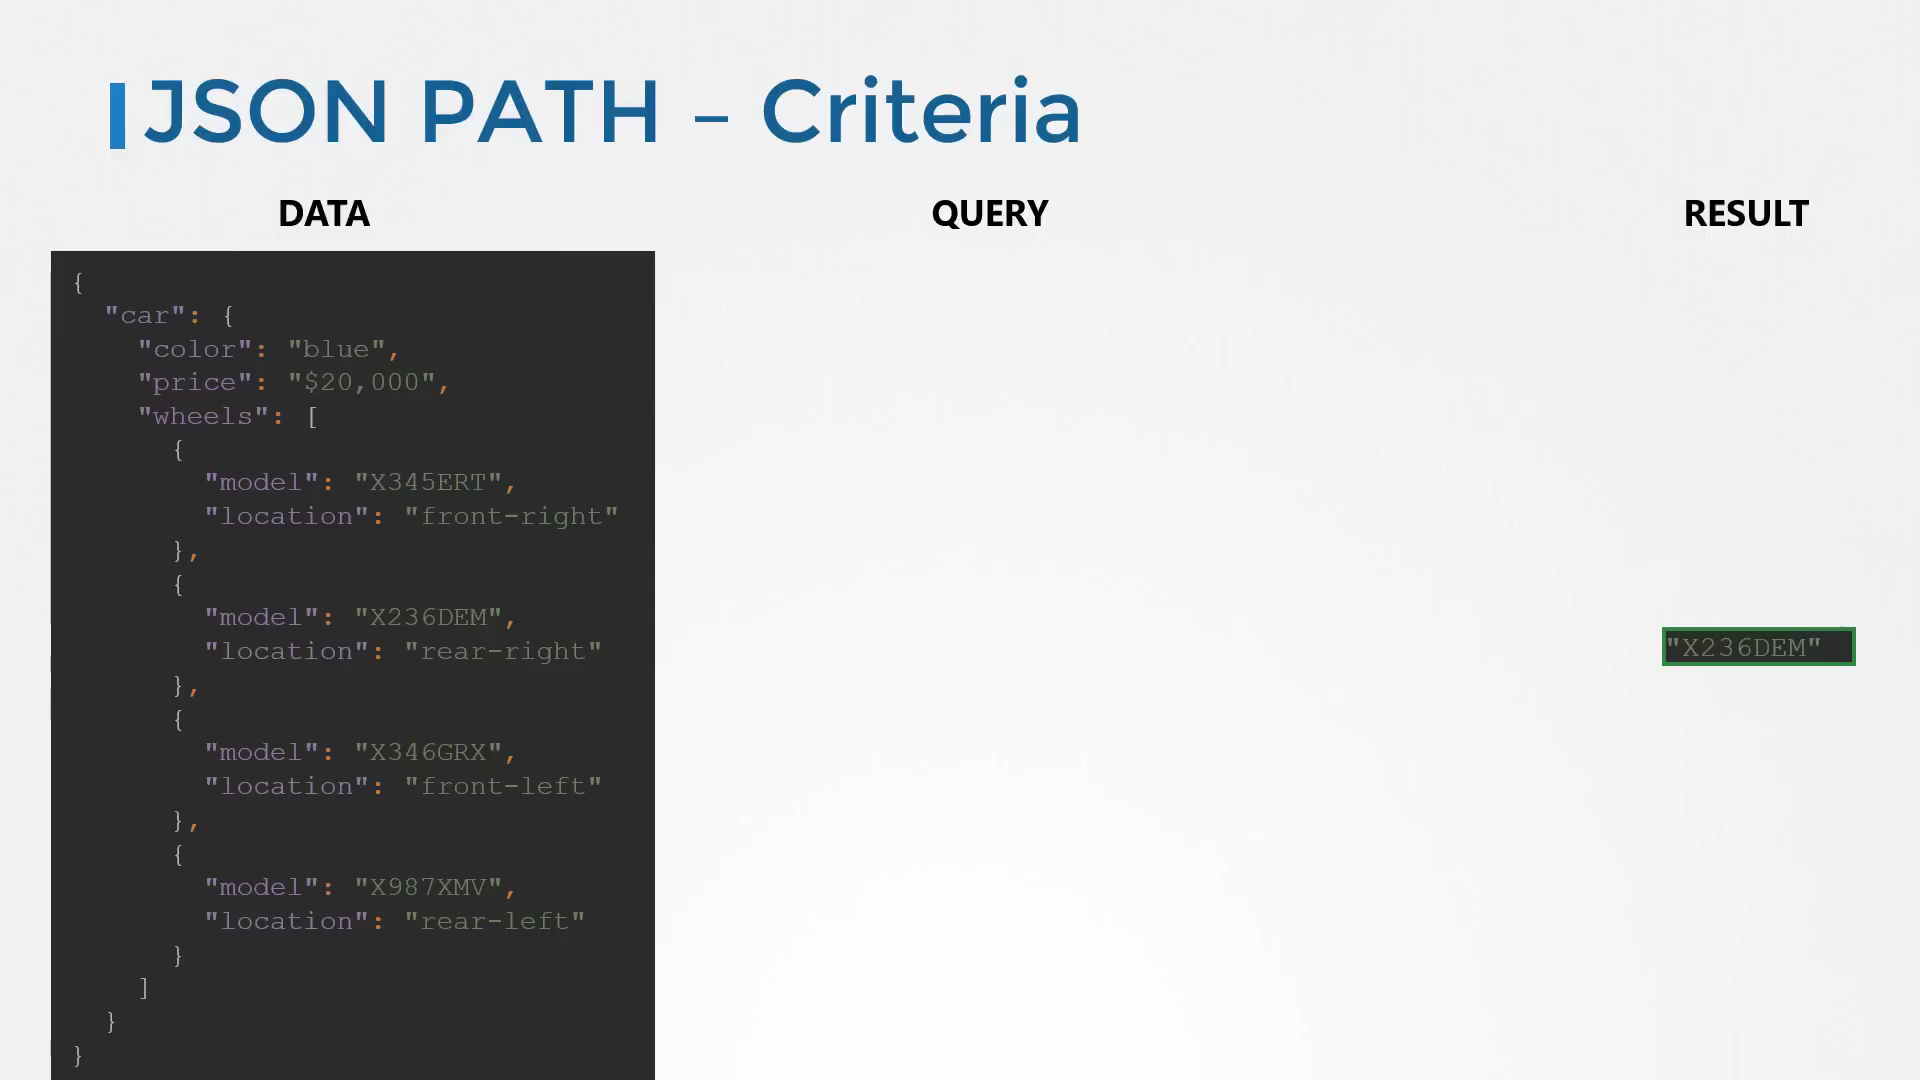 JSON PATH – Criteria
DATA
QUERY
RESULT
{
  "car": {
    "color": "blue",
    "price": "$20,000",
    "wheels": [
      {
        "model": "X345ERT",
        "location": "front-right"
      },
      {
        "model": "X236DEM",
        "location": "rear-right"
      },
      {
        "model": "X346GRX",
        "location": "front-left"
      },
      {
        "model": "X987XMV",
        "location": "rear-left"
      }
    ]
  }
}
"X236DEM"